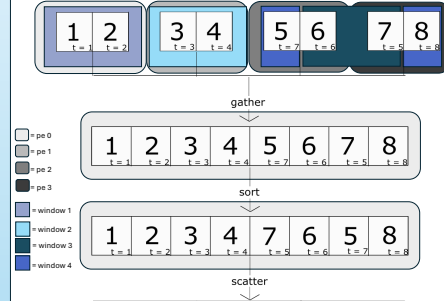 1 2 3 4 5 6 7 8
t = 1 t = 2 t = 3 t = 4 t = 7 t = 6 t = 5 t = 8
gather
1 2 3 4 5 6 7 8
t = 1 t = 2 t = 3 t = 4 t = 7 t = 6 t = 5 t = 8
= pe 0
= pe 1
= pe 2
= pe 3
sort
= window 1
= window 2
= window 3
= window 4
1 2 3 4 7 6 5 8
t = 1 t = 2 t = 3 t = 4 t = 5 t = 6 t = 7 t = 8
scatter